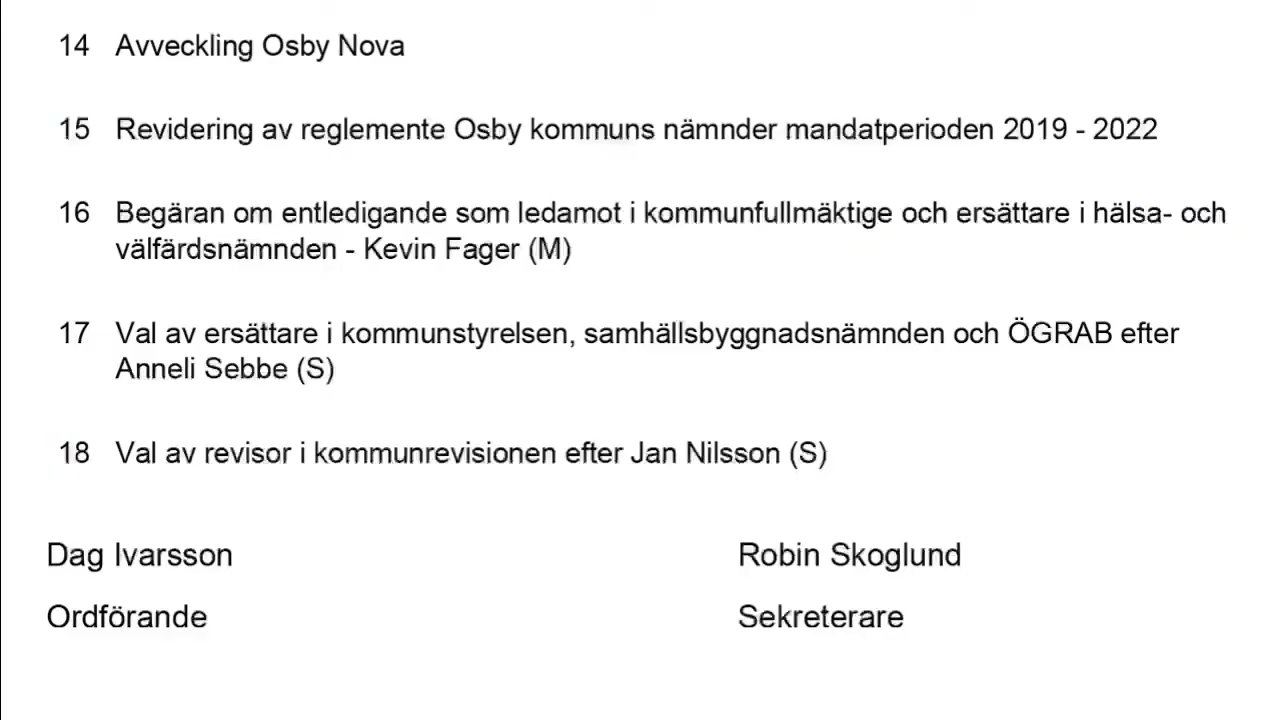 14 Avveckling Osby Nova
15 Revidering av reglemente Osby kommuns nämnder mandatperioden 2019 - 2022
16 Begäran om entledigande som ledamot i kommunfullmäktige och ersättare i hälsa- och
välfärdsnämnden - Kevin Fager (M)
17 Val av ersättare i kommunstyrelsen, samhällsbyggnadsnämnden och ÖGRAB efter
Anneli Sebbe (S)
18 Val av revisor i kommunrevisionen efter Jan Nilsson (S)
Dag Ivarsson Robin Skoglund
Ordförande Sekreterare